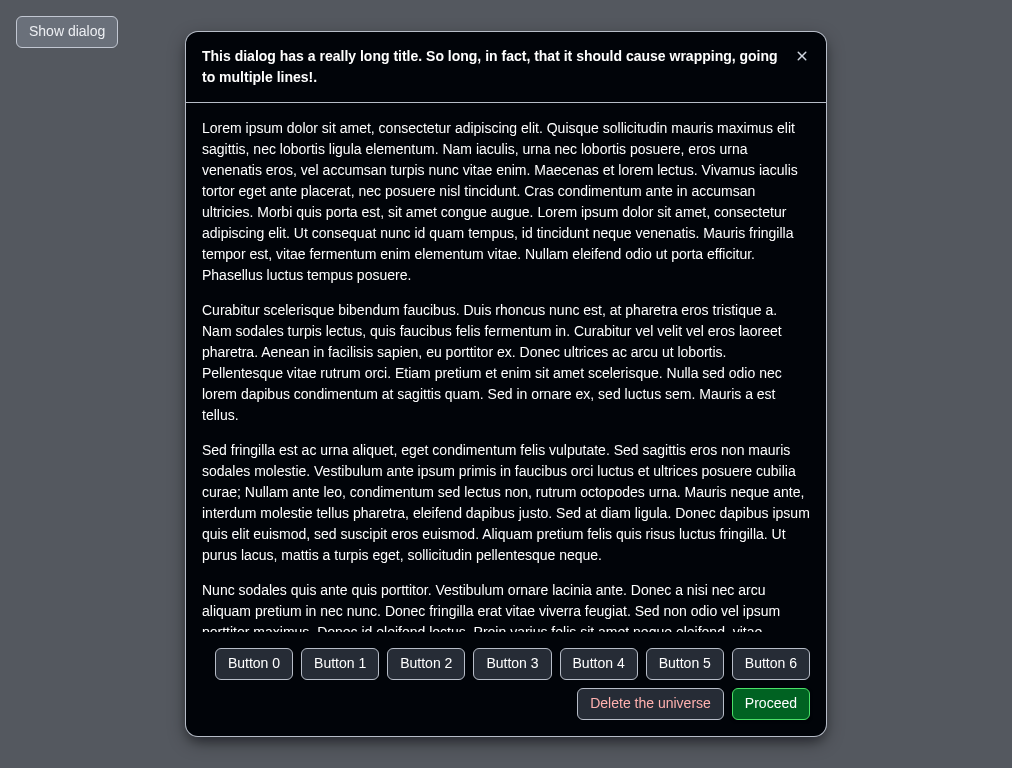 Show dialog
This dialog has a really long title. So long, in fact, that it should cause wrapping, going
to multiple lines!.
Lorem ipsum dolor sit amet, consectetur adipiscing elit. Quisque sollicitudin mauris maximus elit
sagittis, nec lobortis ligula elementum. Nam iaculis, urna nec lobortis posuere, eros urna
venenatis eros, vel accumsan turpis nunc vitae enim. Maecenas et lorem lectus. Vivamus iaculis
tortor eget ante placerat, nec posuere nisl tincidunt. Cras condimentum ante in accumsan
ultricies. Morbi quis porta est, sit amet congue augue. Lorem ipsum dolor sit amet, consectetur
adipiscing elit. Ut consequat nunc id quam tempus, id tincidunt neque venenatis. Mauris fringilla
tempor est, vitae fermentum enim elementum vitae. Nullam eleifend odio ut porta efficitur.
Phasellus luctus tempus posuere.
Curabitur scelerisque bibendum faucibus. Duis rhoncus nunc est, at pharetra eros tristique a.
Nam sodales turpis lectus, quis faucibus felis fermentum in. Curabitur vel velit vel eros laoreet
pharetra. Aenean in facilisis sapien, eu porttitor ex. Donec ultrices ac arcu ut lobortis.
Pellentesque vitae rutrum orci. Etiam pretium et enim sit amet scelerisque. Nulla sed odio nec
lorem dapibus condimentum at sagittis quam. Sed in ornare ex, sed luctus sem. Mauris a est
tellus.
Sed fringilla est ac urna aliquet, eget condimentum felis vulputate. Sed sagittis eros non mauris
sodales molestie. Vestibulum ante ipsum primis in faucibus orci luctus et ultrices posuere cubilia
curae; Nullam ante leo, condimentum sed lectus non, rutrum octopodes urna. Mauris neque ante,
interdum molestie tellus pharetra, eleifend dapibus justo. Sed at diam ligula. Donec dapibus ipsum
quis elit euismod, sed suscipit eros euismod. Aliquam pretium felis quis risus luctus fringilla. Ut
purus lacus, mattis a turpis eget, sollicitudin pellentesque neque.
Nunc sodales quis ante quis porttitor. Vestibulum ornare lacinia ante. Donec a nisi nec arcu
aliquam pretium in nec nunc. Donec fringilla erat vitae viverra feugiat. Sed non odio vel ipsum
porttitor maximus. Donec id eleifend lectus. Proin varius felis sit amet neque eleifend, vitae
Button 0
Button 1
Button 2
Button 3
Button 4
Button 5
Button 6
Delete the universe
Proceed